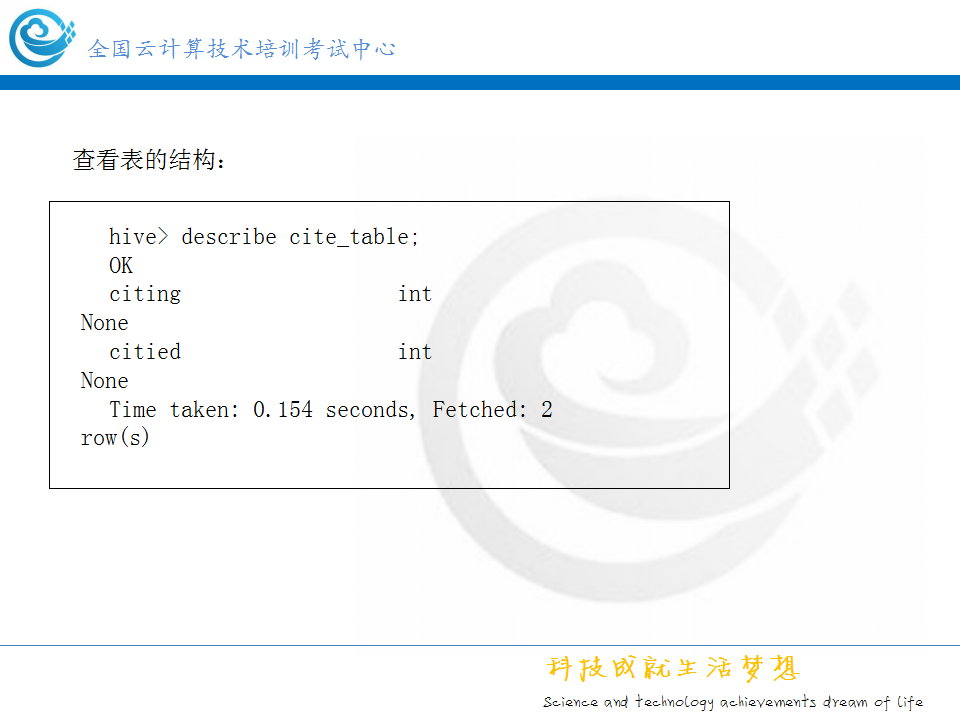 全国云计算技术培训考试中心
查看表的结构:
hive> describe cite_table;
OK
citing int
None
citied int
None
Time taken: 0.154 seconds, Fetched: 2
row(s)
科技成就生活梦想
Science and technology achievements dream of life